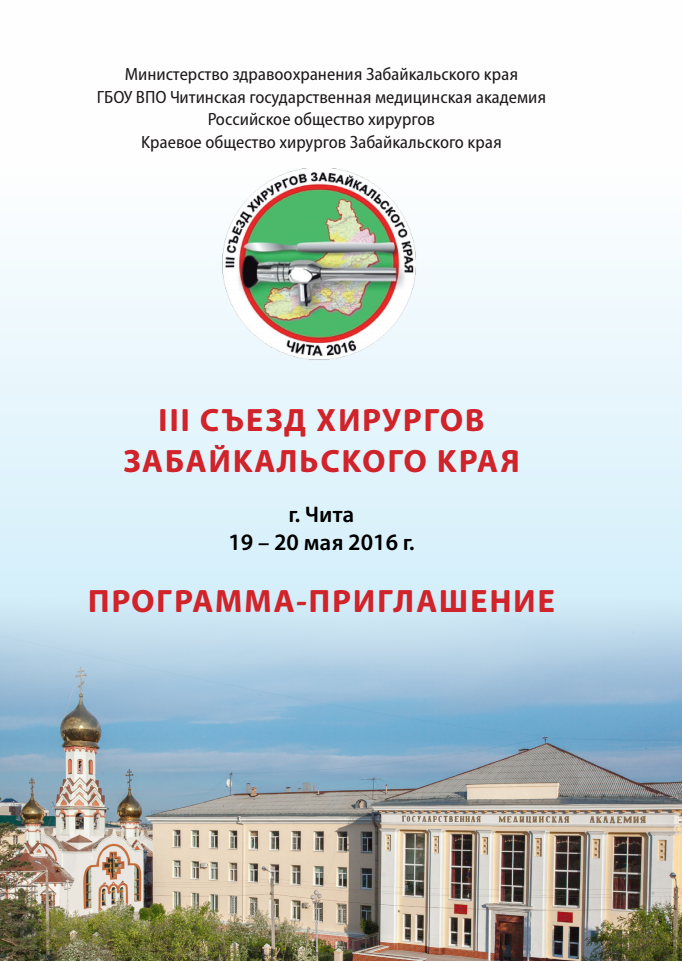 Министерство здравоохранения Забайкальского края
ГБОУ ВПО Читинская государственная медицинская академия
Российское общество хирургов
Краевое общество хирургов Забайкальского края
III СЪЕЗД ХИРУРГОВ ЗАБАЙКАЛЬСКОГО КРАЯ
ЧИТА 2016
III СЪЕЗД ХИРУРГОВ
ЗАБАЙКАЛЬСКОГО КРАЯ
г. Чита
19 – 20 мая 2016 г.
ПРОГРАММА-ПРИГЛАШЕНИЕ
ГОСУДАРСТВЕННАЯ МЕДИЦИНСКАЯ АКАДЕМИЯ